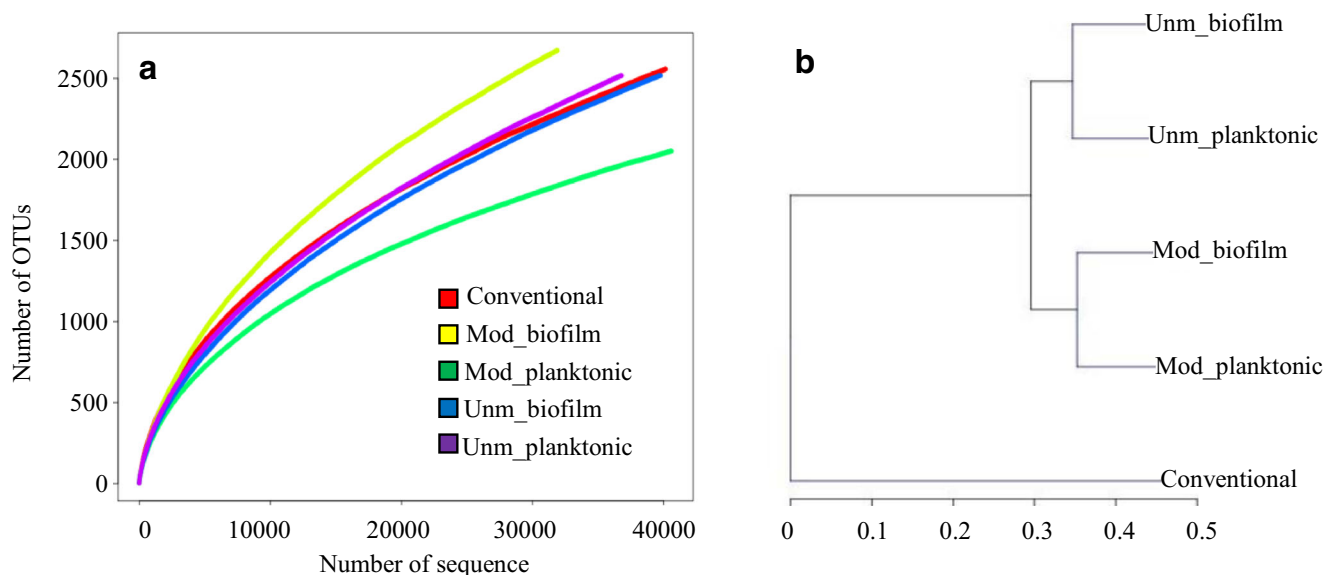 a
Number of OTUs
2500
2000
1500
1000
500
0
Conventional
Mod_biofilm
Mod_planktonic
Unm_biofilm
Unm_planktonic
0 10000 20000 30000 40000
Number of sequence
b
Unm_biofilm
Unm_planktonic
Mod_biofilm
Mod_planktonic
Conventional
0 0.1 0.2 0.3 0.4 0.5